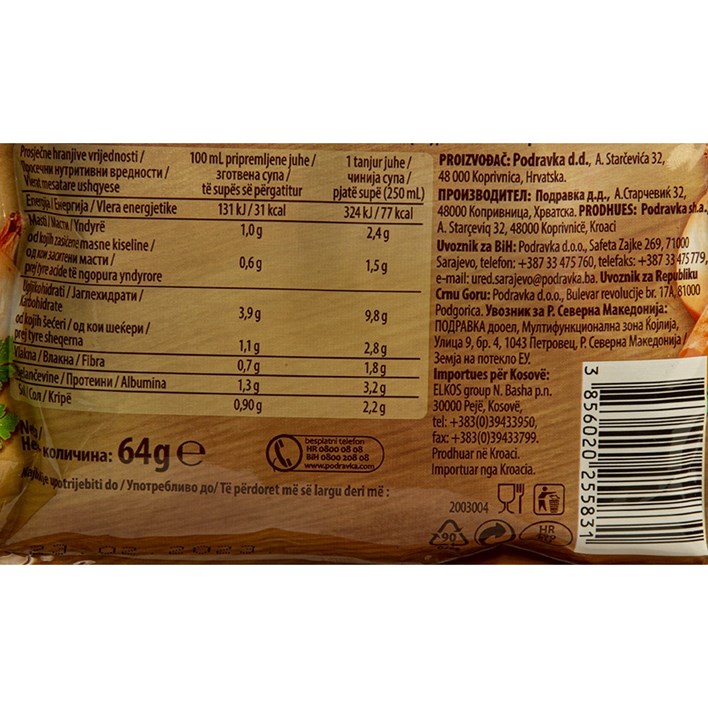 Prosječne hranjive vrijednosti /
Просечни нутритивни вредности /
Vlerat mesatare ushqyese
100 mL pripremljene juhe /
зготвена супа /
të supës së përgatitur
1 tanjur juhe /
чинија супа /
pjatë supë (250 mL)
Energija / Енергија / Vlera energjetike 131 kJ / 31 kcal 324 kJ / 77 kcal
Masti / Масти / Yndyrë 1,0 g 2,4 g
od kojih zasićene masne kiseline /
од кои заситени масти /
prej tyre acide të ngopura yndyrore 0,6 g 1,5 g
Ugljikohidrati / Јаглехидрати /
Karbohidrate 3,9 g 9,8 g
od kojih šećeri / од кои шеќери /
prej tyre sheqerna 1,1 g 2,8 g
Vlakna / Влакна / Fibra 0,7 g 1,8 g
Bjelančevine / Протеини / Albumina 1,3 g 3,2 g
Sol / Сол / Kripë 0,90 g 2,2 g
количина: 64g e
besplatni telefon
HR 0800 08 08
BIH 0800 208 08
www.podravka.com
upotrijebiti do / Употребливо до / Të përdoret më së largu deri më :
23.02 2023
PROIZVOĐAČ: Podravka d.d., A. Starčevića 32,
48 000 Koprivnica, Hrvatska.
ПРОИЗВОДИТЕЛ: Подравка д.д., А.Старчевиќ 32,
48000 Копривница, Хрватска. PRODHUES: Podravka sh.a.,
A. Starçeviq 32, 48000 Koprivnicë, Kroaci
Uvoznik za BiH: Podravka d.o.o., Safeta Zajke 269, 71000
Sarajevo, telefon: +387 33 475 760, telefaks: +387 33 475779,
e-mail: ured.sarajevo@podravka.ba. Uvoznik za Republiku
Crnu Goru: Podravka d.o.o., Bulevar revolucije br. 17A, 81000
Podgorica. Увозник за Р. Северна Македонија:
ПОДРАВКА дооел, Мултифункционална зона Којлија,
Улица 9, бр. 4, 1043 Петровец, Р. Северна Македонија /
Земја на потекло ЕУ.
Importues për Kosovë:
ELKOS group N. Basha p.n.
30000 Pejë, Kosovë,
tel: +383(0)39433950,
fax: +383(0)39433799.
Prodhuar në Kroaci.
Importuar nga Kroacia.
2003004
90
HR
3 856020 255831